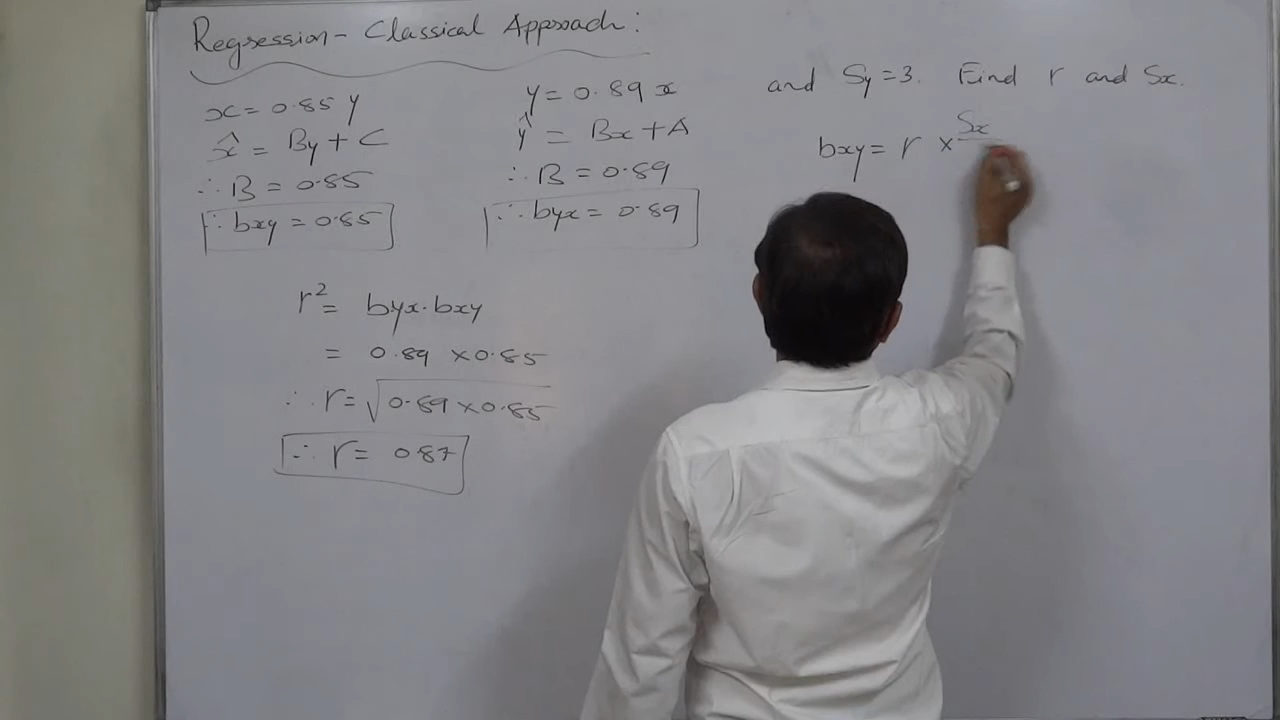 Regression - Classical Approach:
x = 0.85 y
x̂ = By + C
∴ B = 0.85
∴ bxy = 0.85
y = 0.89 x
ŷ = Bx + A
∴ B = 0.89
∴ byx = 0.89
r² = byx . bxy
= 0.89 × 0.85
∴ r = √0.89 × 0.85
∴ r = 0.87
and Sy = 3. Find r and Sx.
bxy = r × Sx